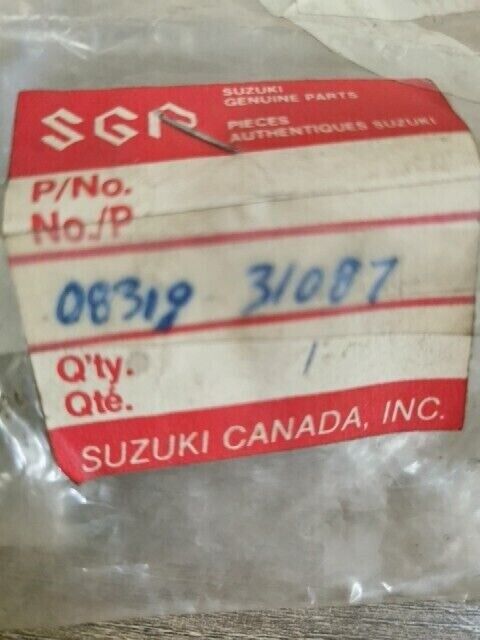 SGP
SUZUKI
GENUINE PARTS
PIECES
AUTHENTIQUES SUZUKI
P/No.
No./P
08319 31087
Q'ty. 1
Qté.
SUZUKI CANADA, INC.